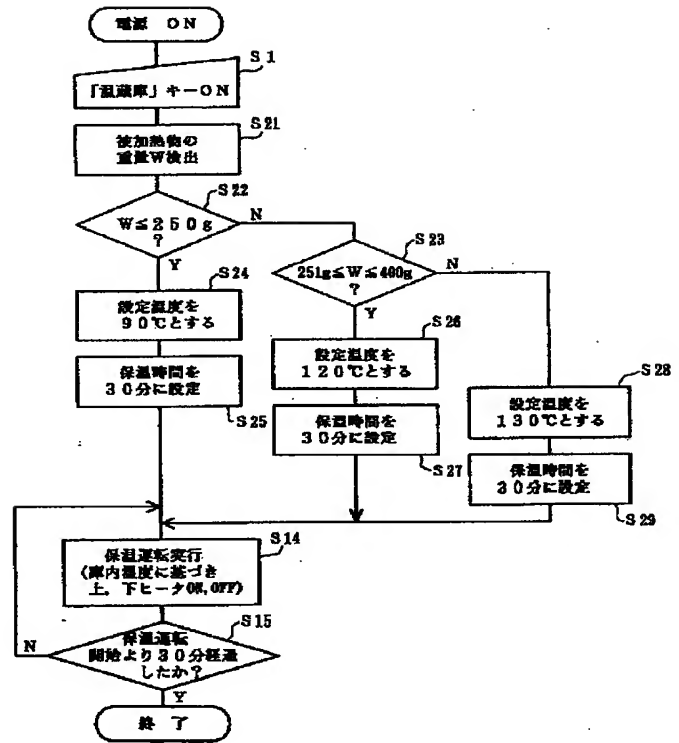 電源 ON
S1
「温蔵庫」キーON
S21
被加熱物の
重量W検出
S22
W≦250g
?
N
Y
S23
251g≦W≦400g
?
N
Y
S24
設定温度を
90℃とする
S26
設定温度を
120℃とする
S28
設定温度を
130℃とする
保温時間を
30分に設定
S25
保温時間を
30分に設定
S27
保温時間を
30分に設定
S29
S14
保温運転実行
(庫内温度に基づき
上,下ヒータON,OFF)
S15
保温運転
開始より30分経過
したか?
N
Y
終了